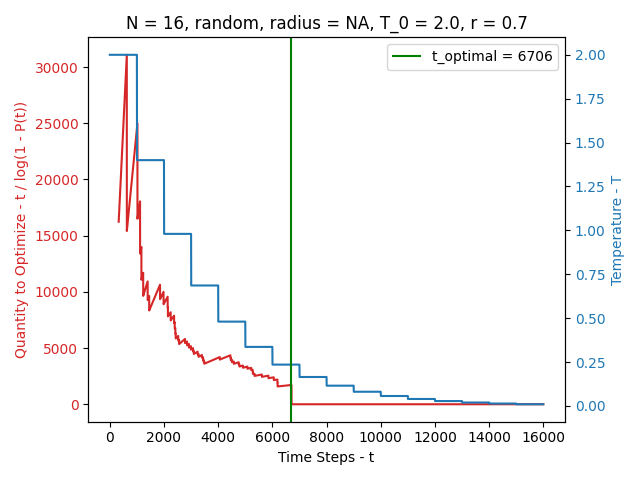 N = 16, random, radius = NA, T_0 = 2.0, r = 0.7
t_optimal = 6706
Quantity to Optimize - t / log(1 - P(t))
30000
25000
20000
15000
10000
5000
0
2.00
1.75
1.50
1.25
1.00
0.75
0.50
0.25
0.00
Temperature - T
0 2000 4000 6000 8000 10000 12000 14000 16000
Time Steps - t